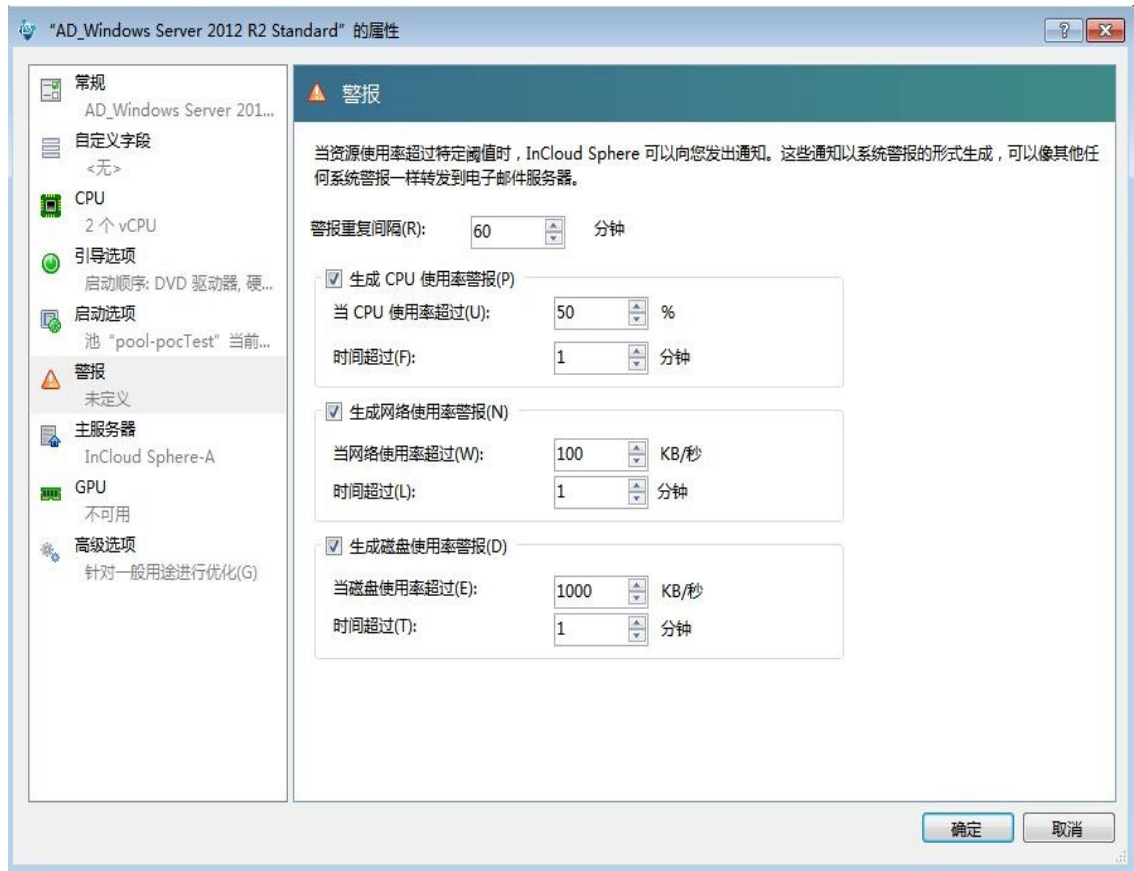 “AD_Windows Server 2012 R2 Standard”的属性
常规
AD_Windows Server 201...
自定义字段
<无>
CPU
2 个 vCPU
引导选项
启动顺序: DVD 驱动器, 硬...
启动选项
池“pool-pocTest”当前...
警报
未定义
主服务器
InCloud Sphere-A
GPU
不可用
高级选项
针对一般用途进行优化(G)
警报
当资源使用率超过特定阈值时，InCloud Sphere 可以向您发出通知。这些通知以系统警报的形式生成，可以像其他任
何系统警报一样转发到电子邮件服务器。
警报重复间隔(R): 60 分钟
生成 CPU 使用率警报(P)
当 CPU 使用率超过(U): 50 %
时间超过(F): 1 分钟
生成网络使用率警报(N)
当网络使用率超过(W): 100 KB/秒
时间超过(L): 1 分钟
生成磁盘使用率警报(D)
当磁盘使用率超过(E): 1000 KB/秒
时间超过(T): 1 分钟
确定 取消